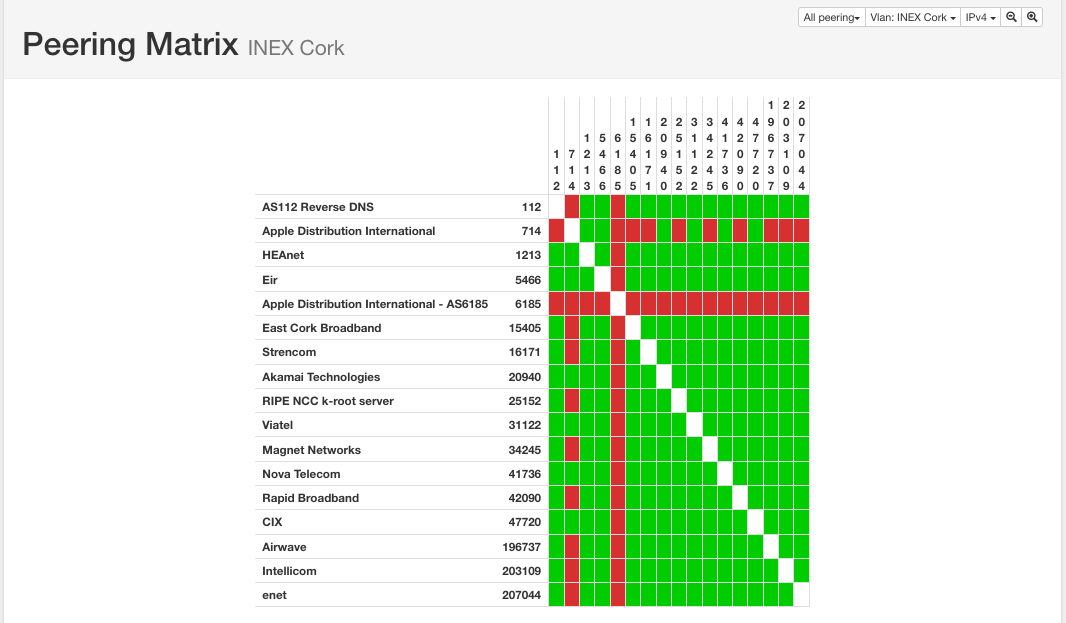 All peering Vlan: INEX Cork IPv4
Peering Matrix INEX Cork
112 714 1213 5466 6185 15405 16171 20940 25152 31122 34245 41736 42090 47720 196737 203109 207044
AS112 Reverse DNS 112
Apple Distribution International 714
HEAnet 1213
Eir 5466
Apple Distribution International - AS6185 6185
East Cork Broadband 15405
Strencom 16171
Akamai Technologies 20940
RIPE NCC k-root server 25152
Viatel 31122
Magnet Networks 34245
Nova Telecom 41736
Rapid Broadband 42090
CIX 47720
Airwave 196737
Intellicom 203109
enet 207044